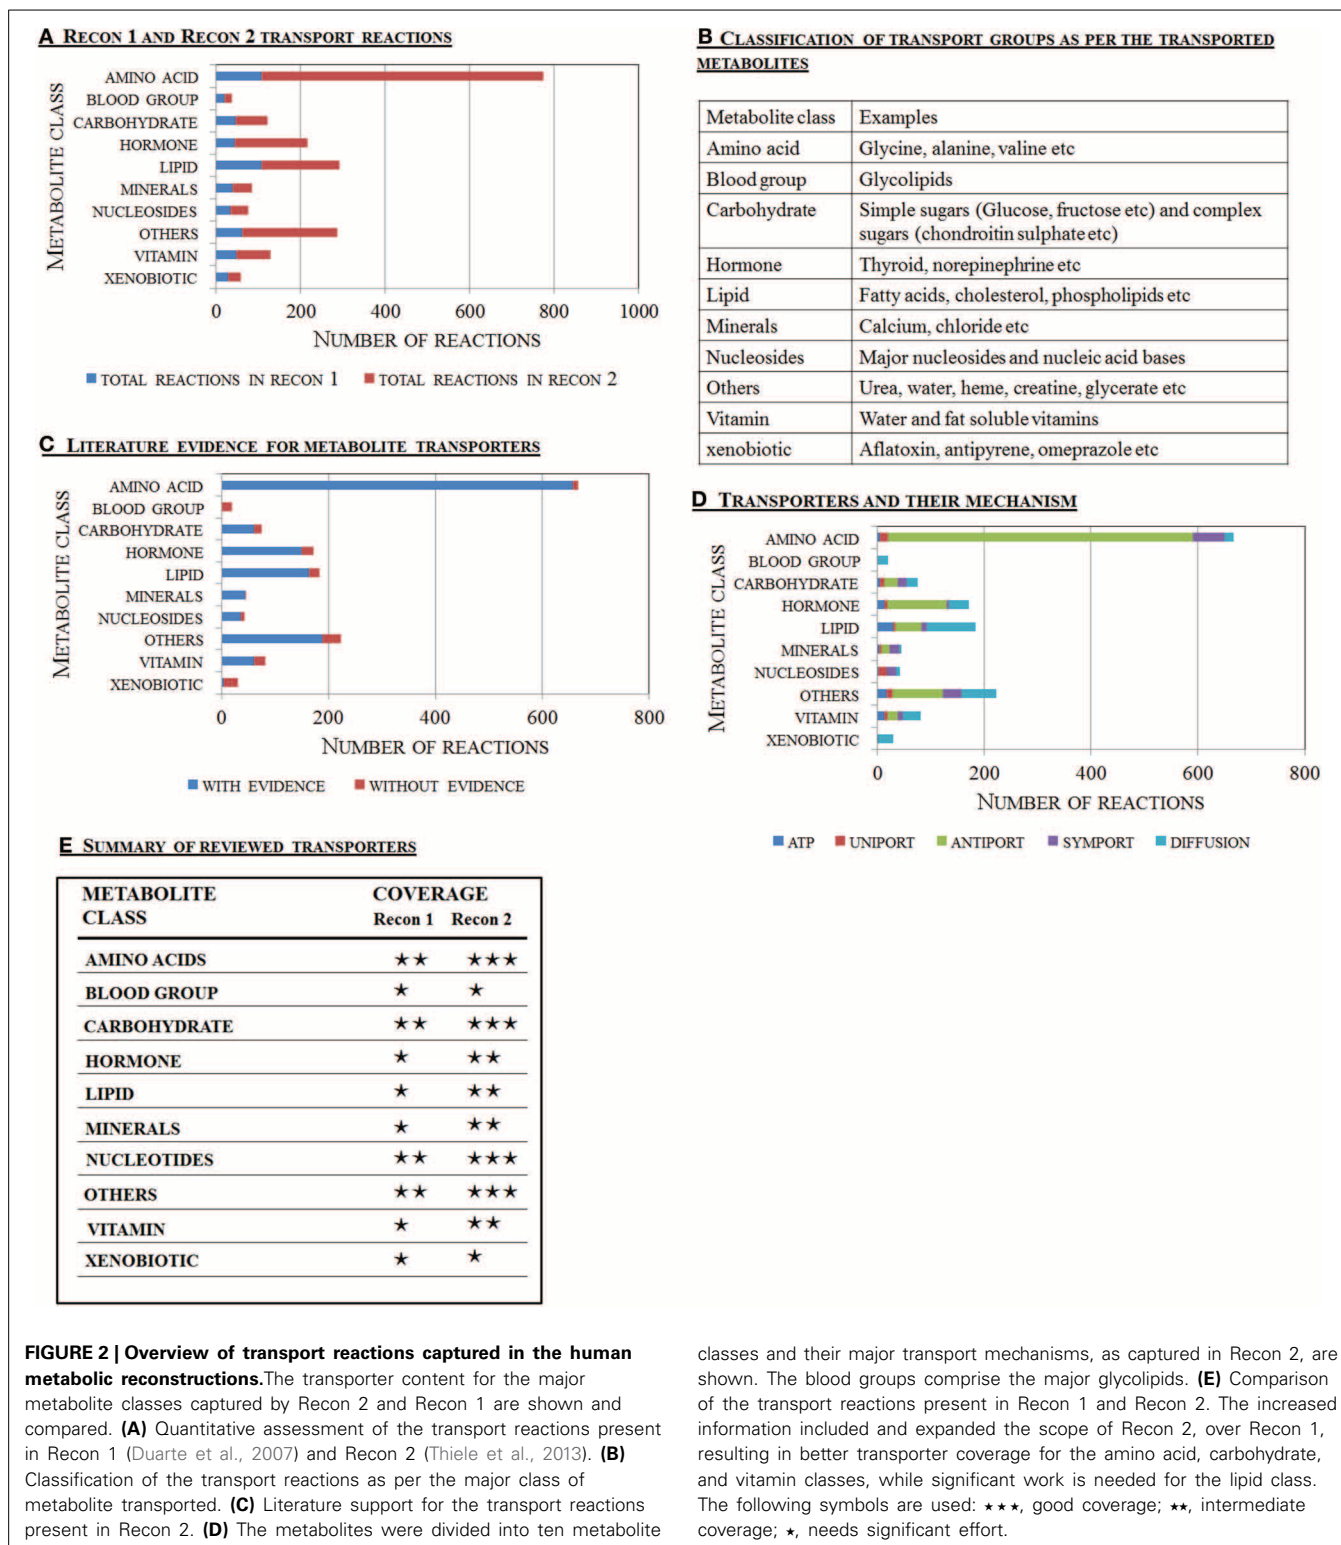 A RECON 1 AND RECON 2 TRANSPORT REACTIONS
METABOLITE CLASS
AMINO ACID
BLOOD GROUP
CARBOHYDRATE
HORMONE
LIPID
MINERALS
NUCLEOSIDES
OTHERS
VITAMIN
XENOBIOTIC
0 200 400 600 800 1000
NUMBER OF REACTIONS
TOTAL REACTIONS IN RECON 1 TOTAL REACTIONS IN RECON 2
B CLASSIFICATION OF TRANSPORT GROUPS AS PER THE TRANSPORTED
METABOLITES
Metabolite class Examples
Amino acid Glycine, alanine, valine etc
Blood group Glycolipids
Carbohydrate Simple sugars (Glucose, fructose etc) and complex
sugars (chondroitin sulphate etc)
Hormone Thyroid, norepinephrine etc
Lipid Fatty acids, cholesterol, phospholipids etc
Minerals Calcium, chloride etc
Nucleosides Major nucleosides and nucleic acid bases
Others Urea, water, heme, creatine, glycerate etc
Vitamin Water and fat soluble vitamins
xenobiotic Aflatoxin, antipyrene, omeprazole etc
C LITERATURE EVIDENCE FOR METABOLITE TRANSPORTERS
METABOLITE CLASS
AMINO ACID
BLOOD GROUP
CARBOHYDRATE
HORMONE
LIPID
MINERALS
NUCLEOSIDES
OTHERS
VITAMIN
XENOBIOTIC
0 200 400 600 800
NUMBER OF REACTIONS
WITH EVIDENCE WITHOUT EVIDENCE
D TRANSPORTERS AND THEIR MECHANISM
METABOLITE CLASS
AMINO ACID
BLOOD GROUP
CARBOHYDRATE
HORMONE
LIPID
MINERALS
NUCLEOSIDES
OTHERS
VITAMIN
XENOBIOTIC
0 200 400 600 800
NUMBER OF REACTIONS
ATP UNIPORT ANTIPORT SYMPORT DIFFUSION
E SUMMARY OF REVIEWED TRANSPORTERS
METABOLITE COVERAGE
CLASS Recon 1 Recon 2
AMINO ACIDS ★★ ★★★
BLOOD GROUP ★ ★
CARBOHYDRATE ★★ ★★★
HORMONE ★ ★★
LIPID ★ ★★
MINERALS ★ ★★
NUCLEOTIDES ★★ ★★★
OTHERS ★★ ★★★
VITAMIN ★ ★★
XENOBIOTIC ★ ★
FIGURE 2 | Overview of transport reactions captured in the human
metabolic reconstructions.The transporter content for the major
metabolite classes captured by Recon 2 and Recon 1 are shown and
compared. (A) Quantitative assessment of the transport reactions present
in Recon 1 (Duarte et al., 2007) and Recon 2 (Thiele et al., 2013). (B)
Classification of the transport reactions as per the major class of
metabolite transported. (C) Literature support for the transport reactions
present in Recon 2. (D) The metabolites were divided into ten metabolite
classes and their major transport mechanisms, as captured in Recon 2, are
shown. The blood groups comprise the major glycolipids. (E) Comparison
of the transport reactions present in Recon 1 and Recon 2. The increased
information included and expanded the scope of Recon 2, over Recon 1,
resulting in better transporter coverage for the amino acid, carbohydrate,
and vitamin classes, while significant work is needed for the lipid class.
The following symbols are used: ★★★, good coverage; ★★, intermediate
coverage; ★, needs significant effort.